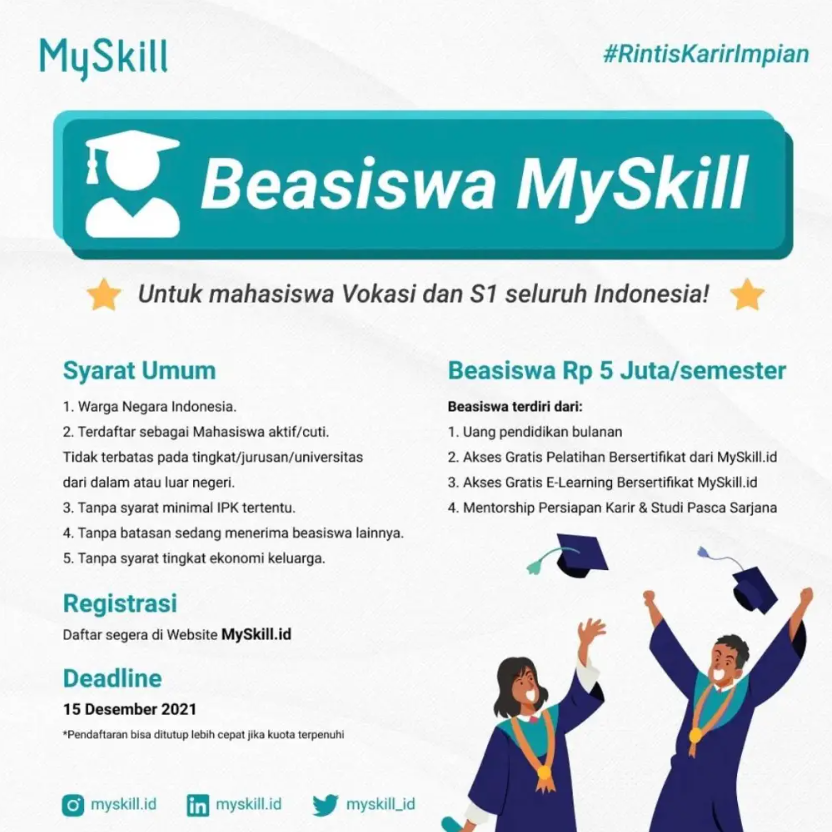 MySkill
#RintisKarirImpian
Beasiswa MySkill
Untuk mahasiswa Vokasi dan S1 seluruh Indonesia!
Syarat Umum
1. Warga Negara Indonesia.
2. Terdaftar sebagai Mahasiswa aktif/cuti.
Tidak terbatas pada tingkat/jurusan/universitas
dari dalam atau luar negeri.
3. Tanpa syarat minimal IPK tertentu.
4. Tanpa batasan sedang menerima beasiswa lainnya.
5. Tanpa syarat tingkat ekonomi keluarga.
Registrasi
Daftar segera di Website MySkill.id
Deadline
15 Desember 2021
*Pendaftaran bisa ditutup lebih cepat jika kuota terpenuhi
Beasiswa Rp 5 Juta/semester
Beasiswa terdiri dari:
1. Uang pendidikan bulanan
2. Akses Gratis Pelatihan Bersertifikat dari MySkill.id
3. Akses Gratis E-Learning Bersertifikat MySkill.id
4. Mentorship Persiapan Karir & Studi Pasca Sarjana
myskill.id
in myskill.id
myskill_id